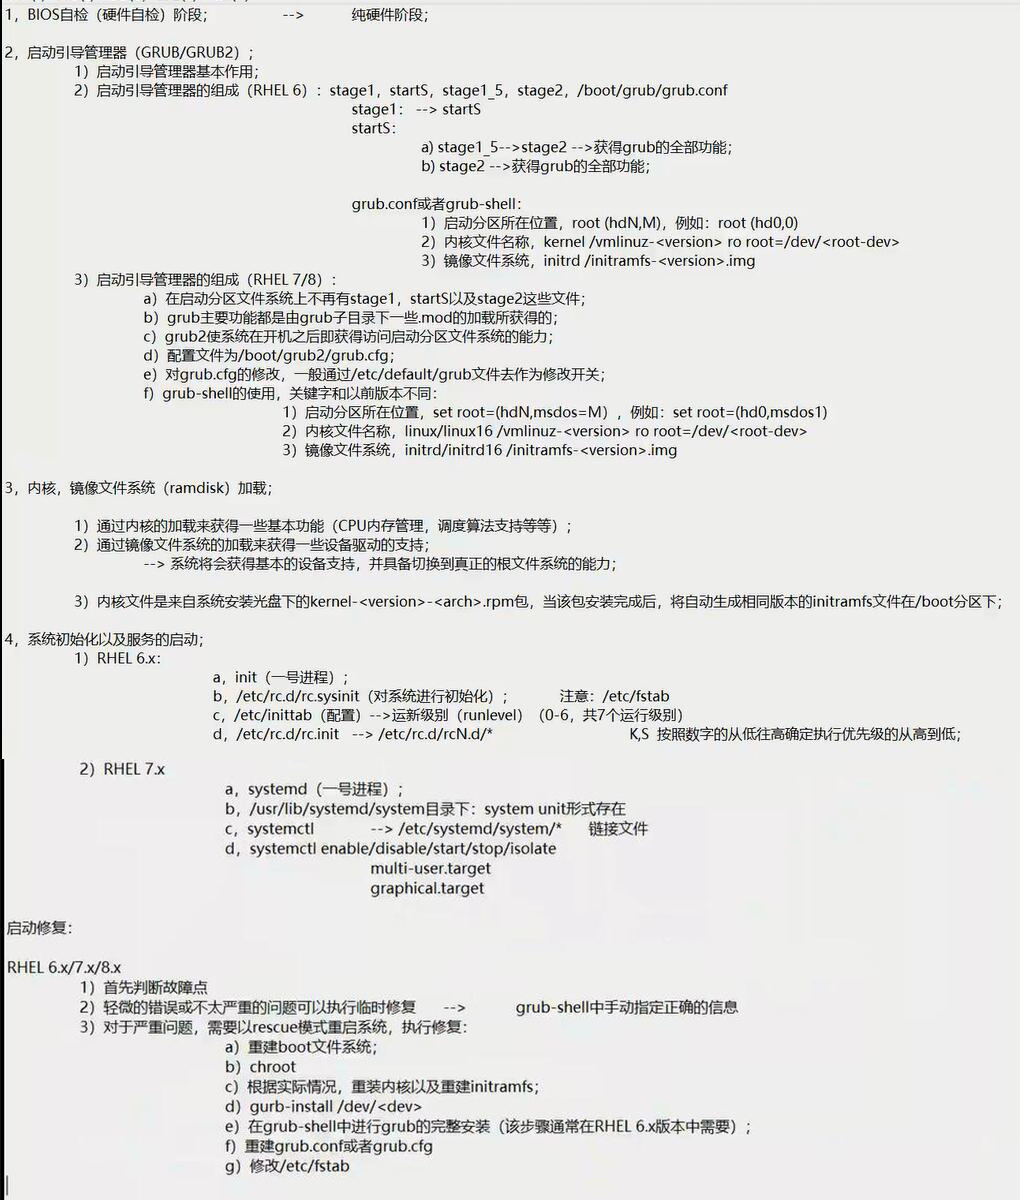 1，BIOS自检（硬件自检）阶段； --> 纯硬件阶段；
2，启动引导管理器（GRUB/GRUB2）；
1）启动引导管理器基本作用；
2）启动引导管理器的组成（RHEL 6）：stage1，startS，stage1_5，stage2，/boot/grub/grub.conf
stage1： --> startS
startS：
a) stage1_5-->stage2 -->获得grub的全部功能；
b) stage2 -->获得grub的全部功能；
grub.conf或者grub-shell：
1）启动分区所在位置，root (hdN,M)，例如：root (hd0,0)
2）内核文件名称，kernel /vmlinuz-<version> ro root=/dev/<root-dev>
3）镜像文件系统，initrd /initramfs-<version>.img
3）启动引导管理器的组成（RHEL 7/8）：
a）在启动分区文件系统上不再有stage1，startS以及stage2这些文件；
b）grub主要功能都是由grub子目录下一些.mod的加载所获得的；
c）grub2使系统在开机之后即获得访问启动分区文件系统的能力；
d）配置文件为/boot/grub2/grub.cfg；
e）对grub.cfg的修改，一般通过/etc/default/grub文件去作为修改开关；
f）grub-shell的使用，关键字和以前版本不同：
1）启动分区所在位置，set root=(hdN,msdos=M），例如：set root=(hd0,msdos1)
2）内核文件名称，linux/linux16 /vmlinuz-<version> ro root=/dev/<root-dev>
3）镜像文件系统，initrd/initrd16 /initramfs-<version>.img
3，内核，镜像文件系统（ramdisk）加载；
1）通过内核的加载来获得一些基本功能（CPU内存管理，调度算法支持等等）；
2）通过镜像文件系统的加载来获得一些设备驱动的支持；
--> 系统将会获得基本的设备支持，并具备切换到真正的根文件系统的能力；
3）内核文件是来自系统安装光盘下的kernel-<version>-<arch>.rpm包，当该包安装完成后，将自动生成相同版本的initramfs文件在/boot分区下；
4，系统初始化以及服务的启动；
1）RHEL 6.x：
a，init（一号进程）；
b，/etc/rc.d/rc.sysinit（对系统进行初始化）； 注意：/etc/fstab
c，/etc/inittab（配置）-->运新级别（runlevel）（0-6，共7个运行级别）
d，/etc/rc.d/rc.init --> /etc/rc.d/rcN.d/* K,S 按照数字的从低往高确定执行优先级的从高到低；
2）RHEL 7.x
a，systemd（一号进程）；
b，/usr/lib/systemd/system目录下：system unit形式存在
c，systemctl --> /etc/systemd/system/* 链接文件
d，systemctl enable/disable/start/stop/isolate
multi-user.target
graphical.target
启动修复：
RHEL 6.x/7.x/8.x
1）首先判断故障点
2）轻微的错误或不太严重的问题可以执行临时修复 --> grub-shell中手动指定正确的信息
3）对于严重问题，需要以rescue模式重启系统，执行修复：
a）重建boot文件系统；
b）chroot
c）根据实际情况，重装内核以及重建initramfs；
d）gurb-install /dev/<dev>
e）在grub-shell中进行grub的完整安装（该步骤通常在RHEL 6.x版本中需要）；
f）重建grub.conf或者grub.cfg
g）修改/etc/fstab